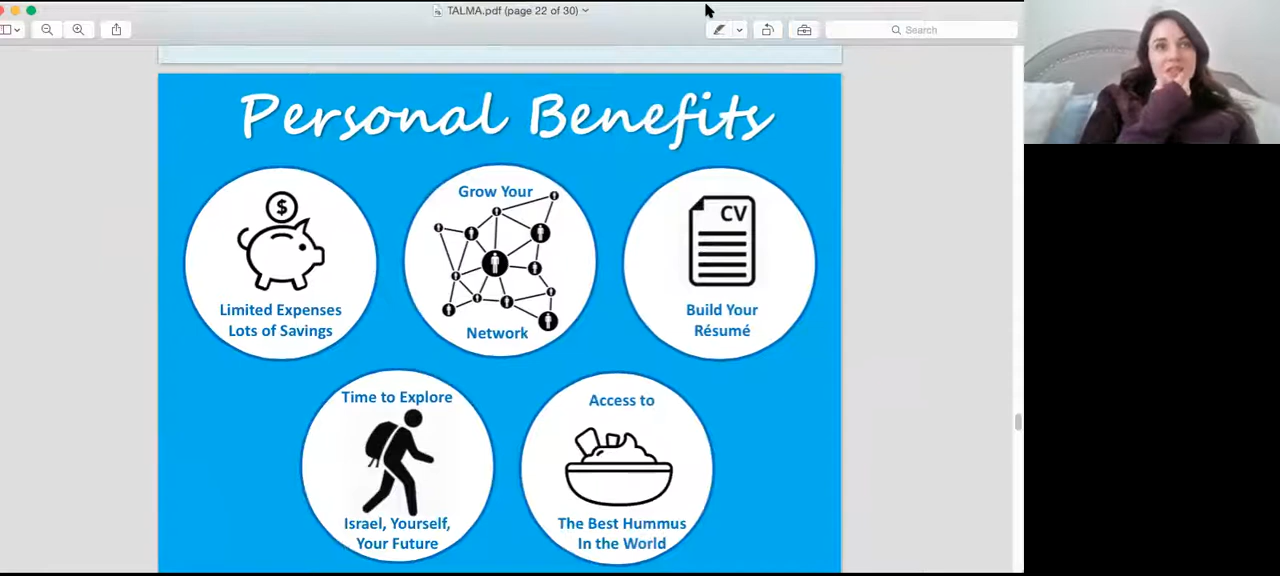 TALMA.pdf (page 22 of 30)
Search
Personal Benefits
$
Limited Expenses
Lots of Savings
Grow Your
Network
CV
Build Your
Résumé
Time to Explore
Israel, Yourself,
Your Future
Access to
The Best Hummus
In the World